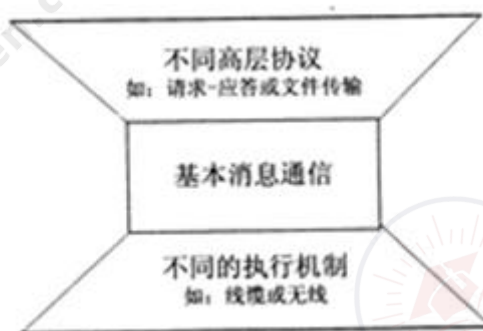 不同高层协议
如：请求-应答或文件传输
基本消息通信
不同的执行机制
如：线缆或无线